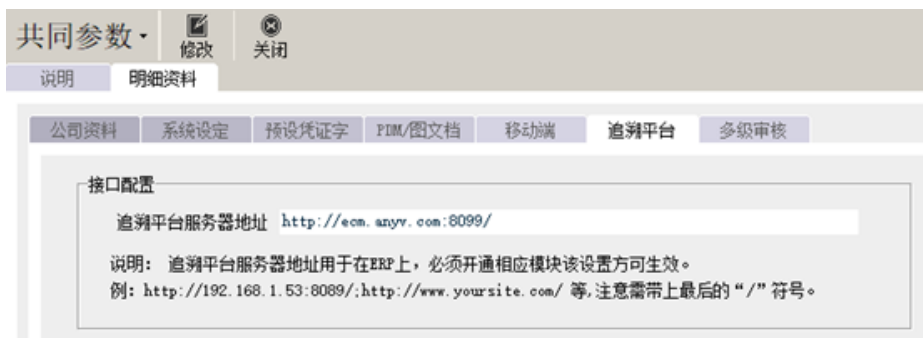 共同参数·
修改
关闭
说明
明细资料
公司资料
系统设定
预设凭证字
PDM/图文档
移动端
追溯平台
多级审核
接口配置
追溯平台服务器地址 http://ecm.anyv.com:8099/
说明： 追溯平台服务器地址用于在ERP上，必须开通相应模块该设置方可生效。
例：http://192.168.1.53:8089/;http://www.yoursite.com/ 等,注意需带上最后的“/”符号。